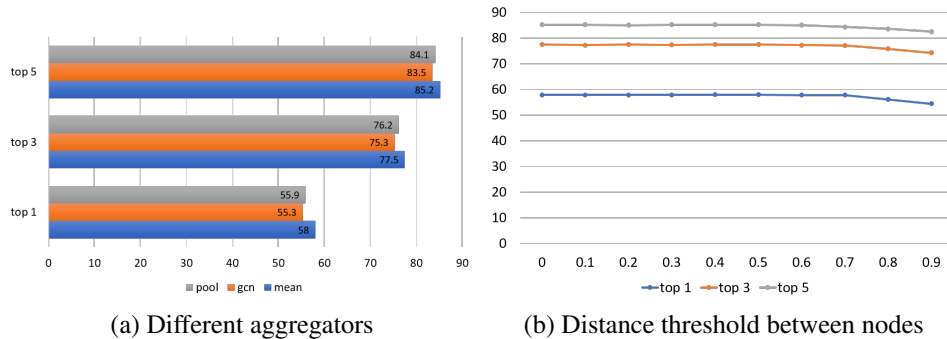 top 5
84.1
83.5
85.2
top 3
76.2
75.3
77.5
top 1
55.9
55.3
58
0 10 20 30 40 50 60 70 80 90
pool gcn mean
(a) Different aggregators
90
80
70
60
50
40
30
20
10
0
0 0.1 0.2 0.3 0.4 0.5 0.6 0.7 0.8 0.9
top 1 top 3 top 5
(b) Distance threshold between nodes